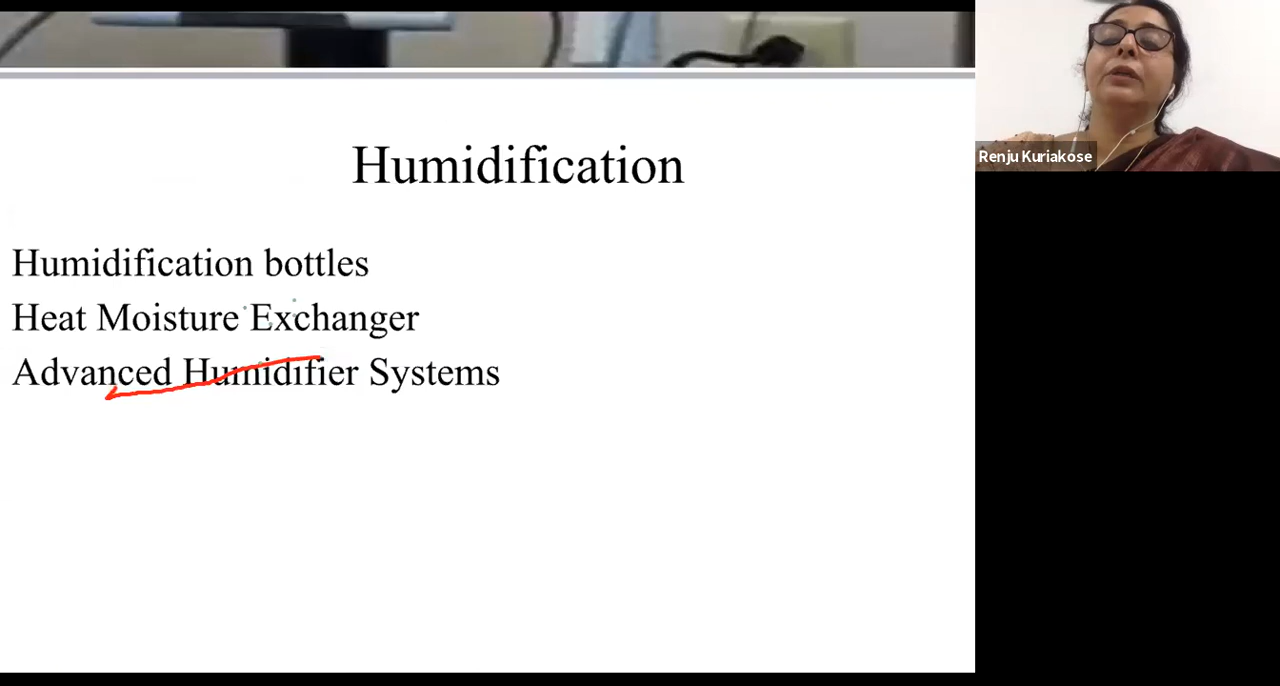 Humidification
Humidification bottles
Heat Moisture Exchanger
Advanced Humidifier Systems
Renju Kuriakose